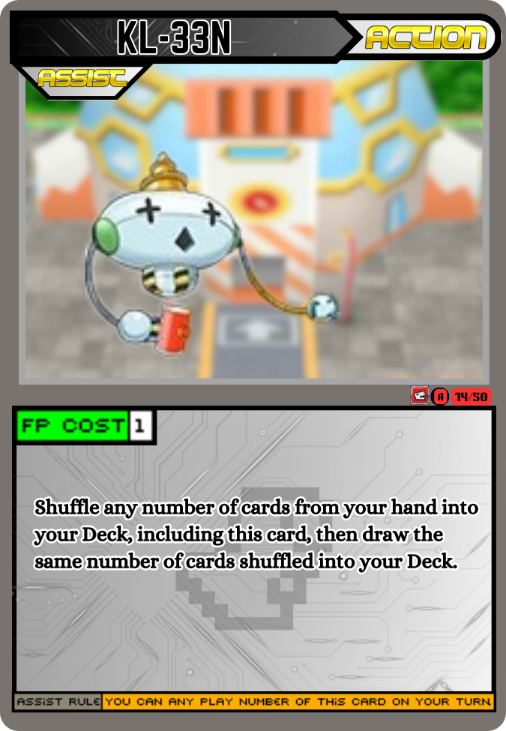 KL-33N
ACTION
ASSIST
A 14/50
FP COST 1
Shuffle any number of cards from your hand into
your Deck, including this card, then draw the
same number of cards shuffled into your Deck.
ASSIST RULE YOU CAN ANY PLAY NUMBER OF THIS CARD ON YOUR TURN.